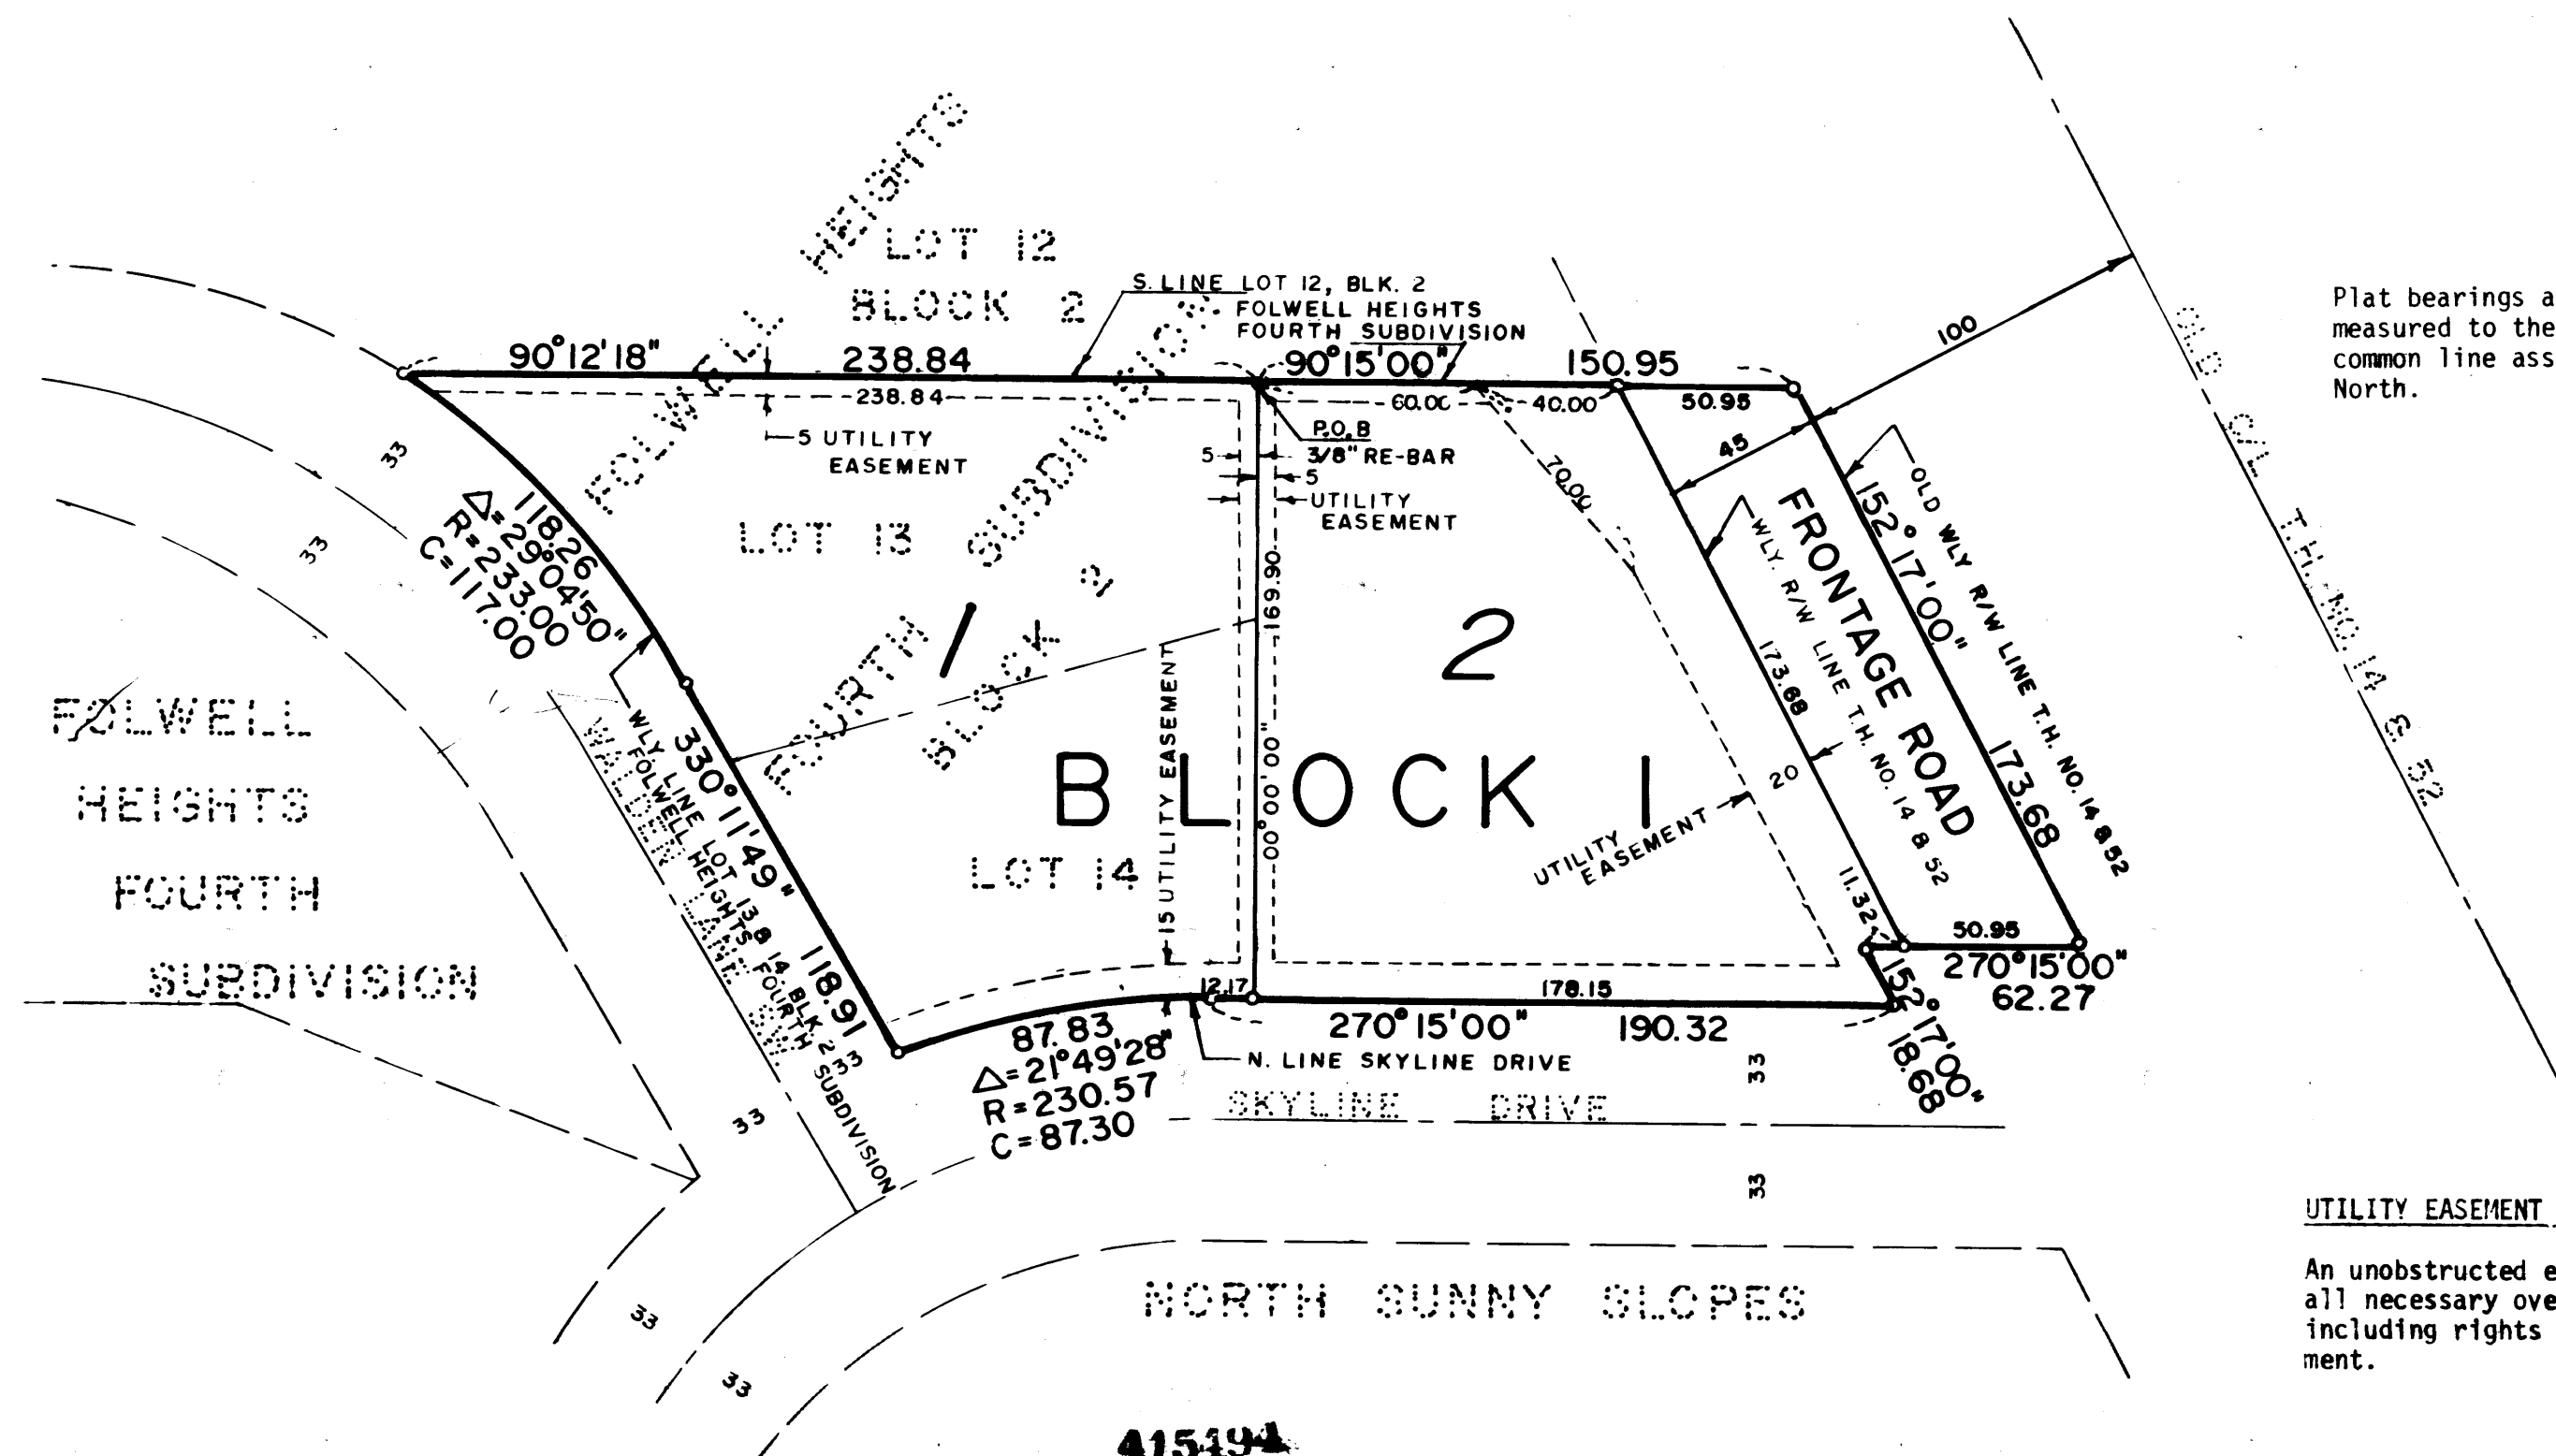 HEIGHTS
LOT 12
BLOCK 2
S. LINE LOT 12, BLK. 2
FOLWELL HEIGHTS
FOURTH SUBDIVISION
90°12'18"
238.84
90°15'00"
150.95
238.84
60.00
40.00
50.95
100
Plat bearings a
measured to the
common line ass
North.
OLD C/L T.H. NO. 14 & 52
5 UTILITY
EASEMENT
P.O.B
3/8" RE-BAR
5
5
UTILITY
EASEMENT
70.00
45
33
33
118.26
Δ=29°04'50"
R=233.00
C=117.00
FOLWELL
SUBDIVISION
LOT 13
FOURTH
BLOCK 2
1
2
169.90
00°00'00"
15 UTILITY EASEMENT
BLOCK 1
LOT 14
FRONTAGE ROAD
OLD WLY R/W LINE T.H. NO. 14 & 52
152°17'00"
173.68
WLY. R/W LINE T.H. NO. 14 & 52
173.68
20
UTILITY
EASEMENT
11.32
FOLWELL
HEIGHTS
FOURTH
SUBDIVISION
330°11'49"
118.91
WLY. LINE LOT 13 & 14 BLK. 2
FOLWELL HEIGHTS FOURTH SUBDIVISION
WALDEN LANE S.W.
33
33
12.17
178.15
50.95
270°15'00"
62.27
152°17'00"
18.68
87.83
Δ=21°49'28"
R=230.57
C=87.30
270°15'00"
190.32
N. LINE SKYLINE DRIVE
33
SKYLINE DRIVE
33
UTILITY EASEMENT
An unobstructed e
all necessary ove
including rights
ment.
NORTH SUNNY SLOPES
33
33
415494